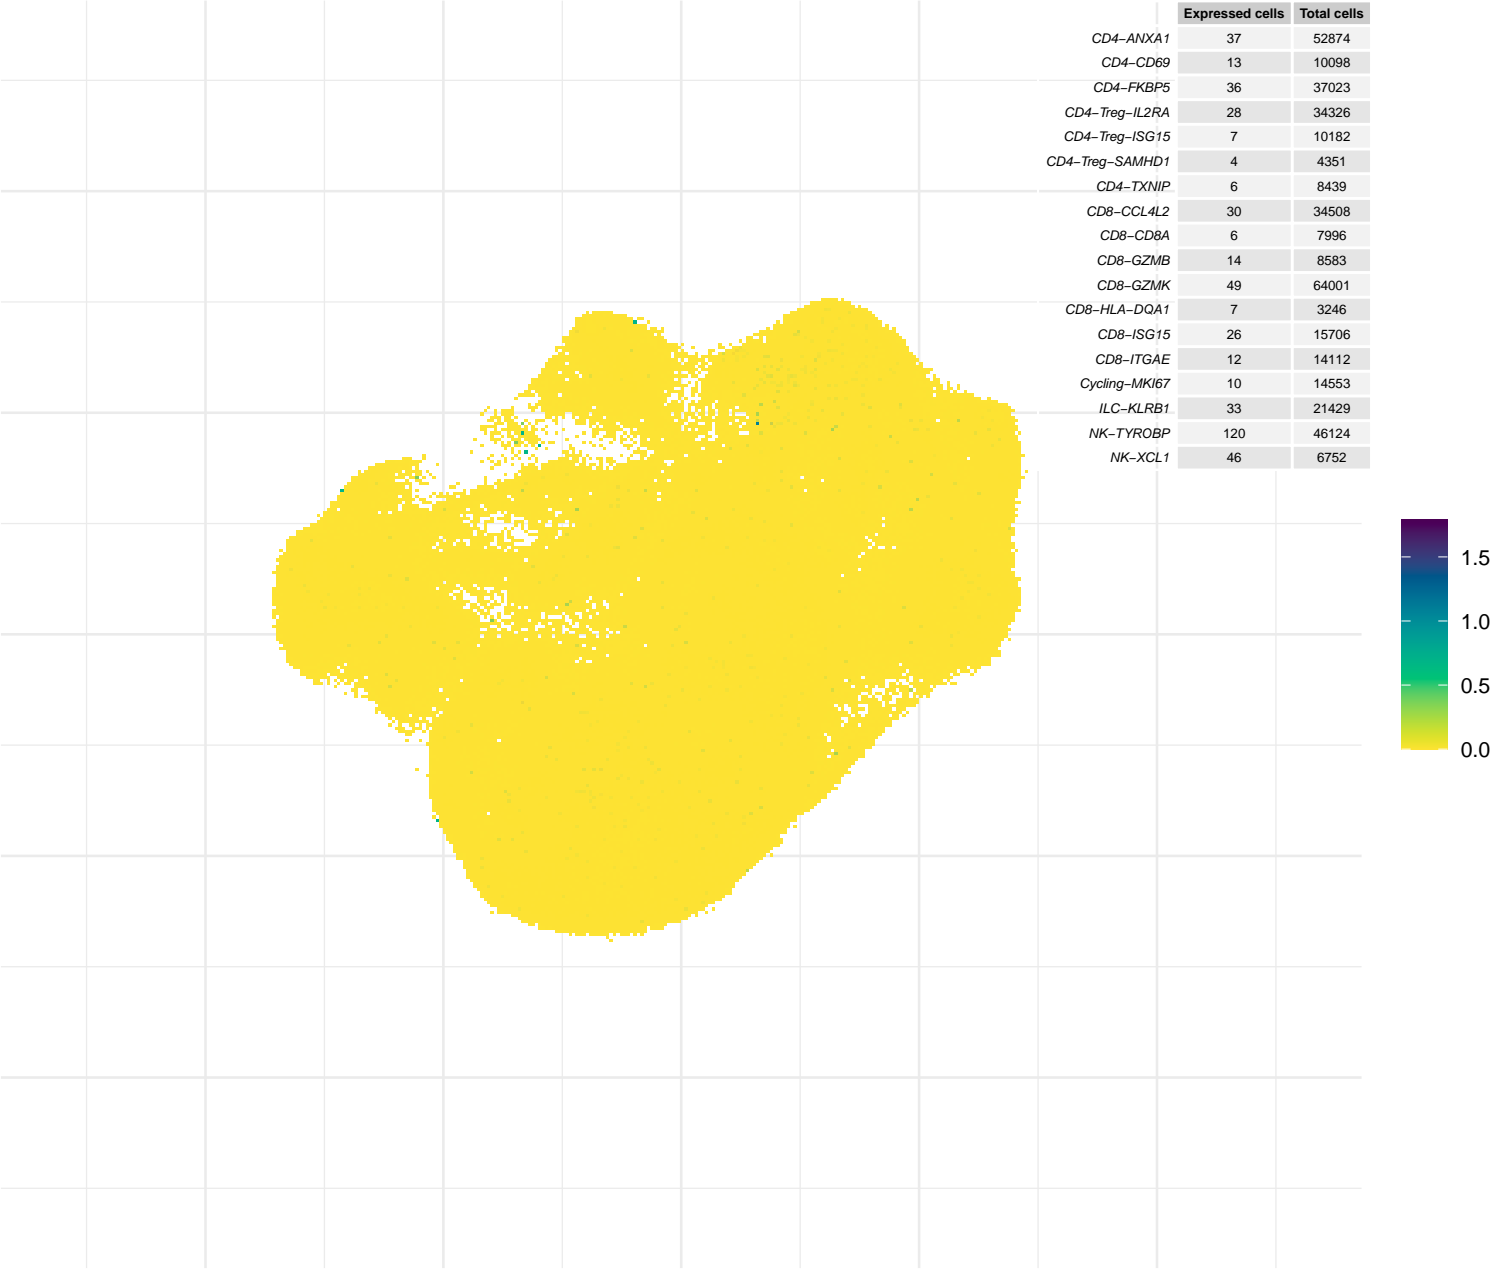 Expressed cells Total cells
CD4−ANXA1 37 52874
CD4−CD69 13 10098
CD4−FKBP5 36 37023
CD4−Treg−IL2RA 28 34326
CD4−Treg−ISG15 7 10182
CD4−Treg−SAMHD1 4 4351
CD4−TXNIP 6 8439
CD8−CCL4L2 30 34508
CD8−CD8A 6 7996
CD8−GZMB 14 8583
CD8−GZMK 49 64001
CD8−HLA−DQA1 7 3246
CD8−ISG15 26 15706
CD8−ITGAE 12 14112
Cycling−MKI67 10 14553
ILC−KLRB1 33 21429
NK−TYROBP 120 46124
NK−XCL1 46 6752
1.5
1.0
0.5
0.0